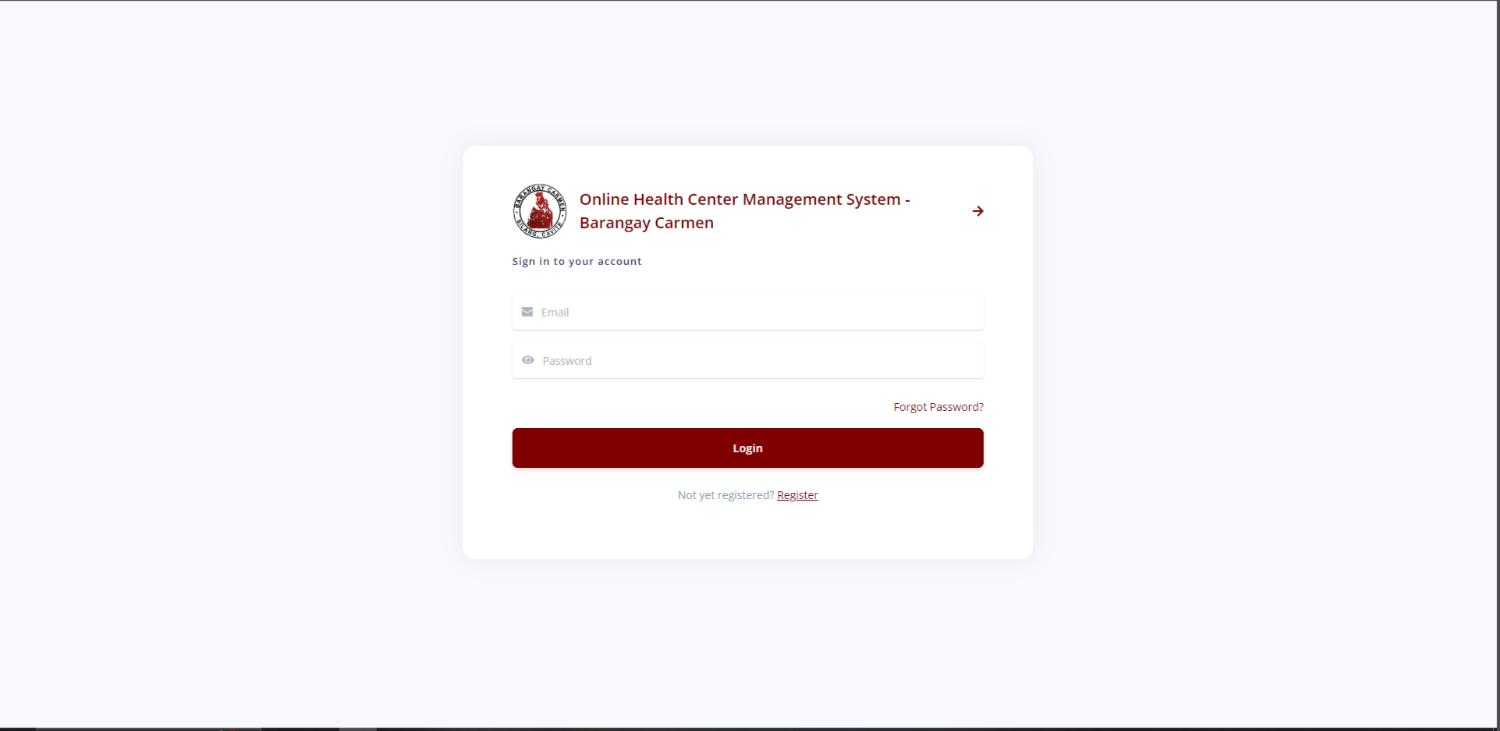 BARANGAY CARMEN
SILANG, CAVITE
Online Health Center Management System -
Barangay Carmen
Sign in to your account
Email
Password
Forgot Password?
Login
Not yet registered? Register